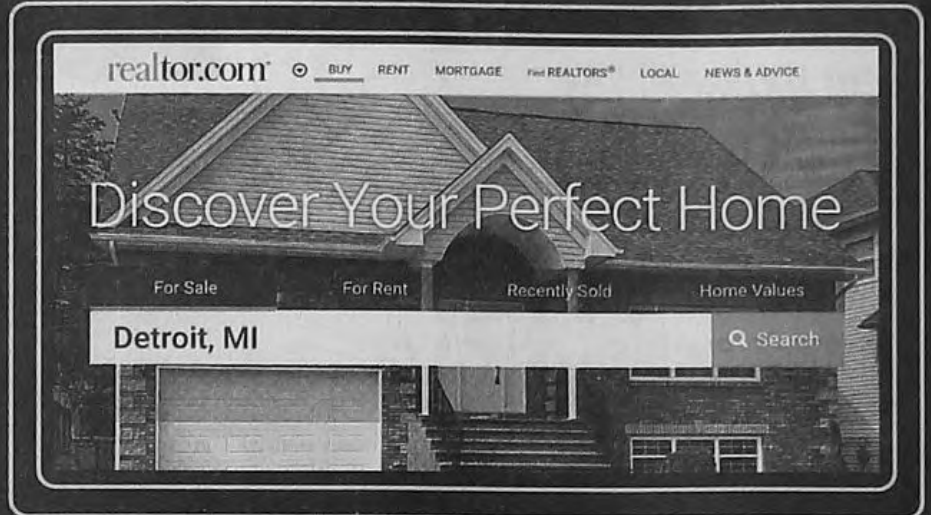 realtor.com® BUY RENT MORTGAGE Find REALTORS® LOCAL NEWS & ADVICE
Discover Your Perfect Home
For Sale For Rent Recently Sold Home Values
Detroit, MI Search